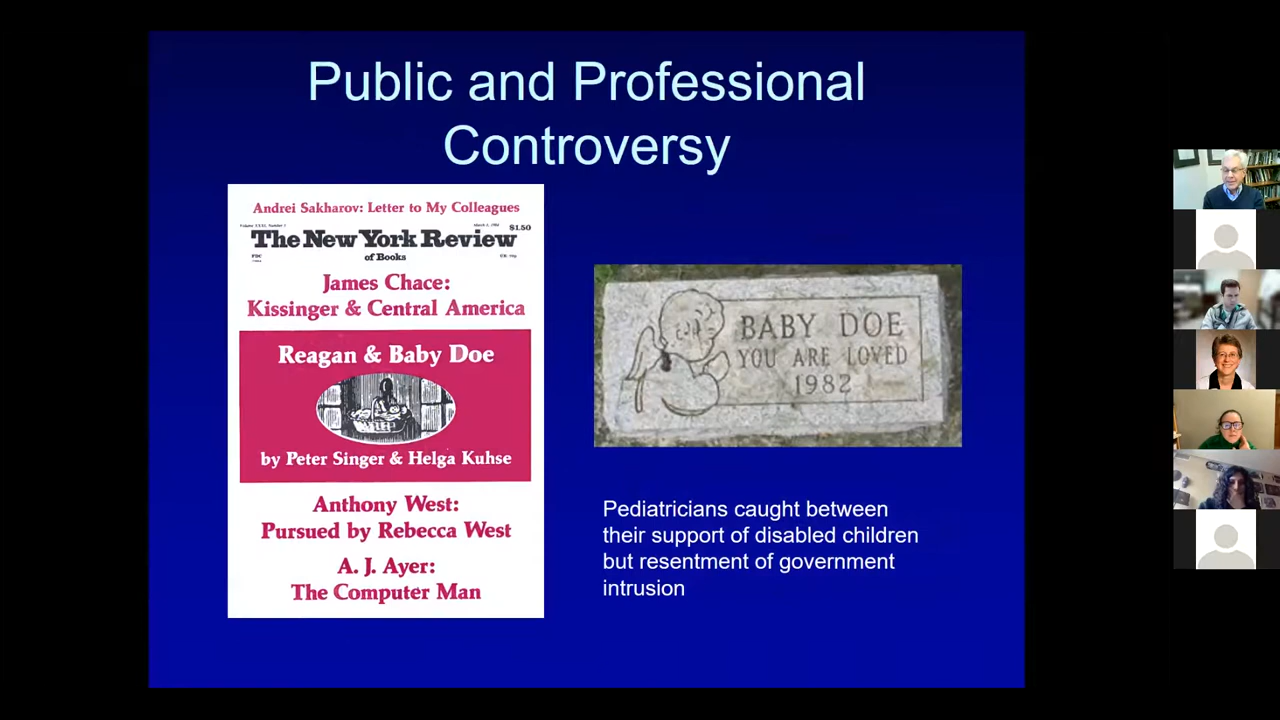 Public and Professional
Controversy
Andrei Sakharov: Letter to My Colleagues
$1.50
The New York Review
of Books
James Chace:
Kissinger & Central America
Reagan & Baby Doe
by Peter Singer & Helga Kuhse
Anthony West:
Pursued by Rebecca West
A. J. Ayer:
The Computer Man
BABY DOE
YOU ARE LOVED
1982
Pediatricians caught between
their support of disabled children
but resentment of government
intrusion